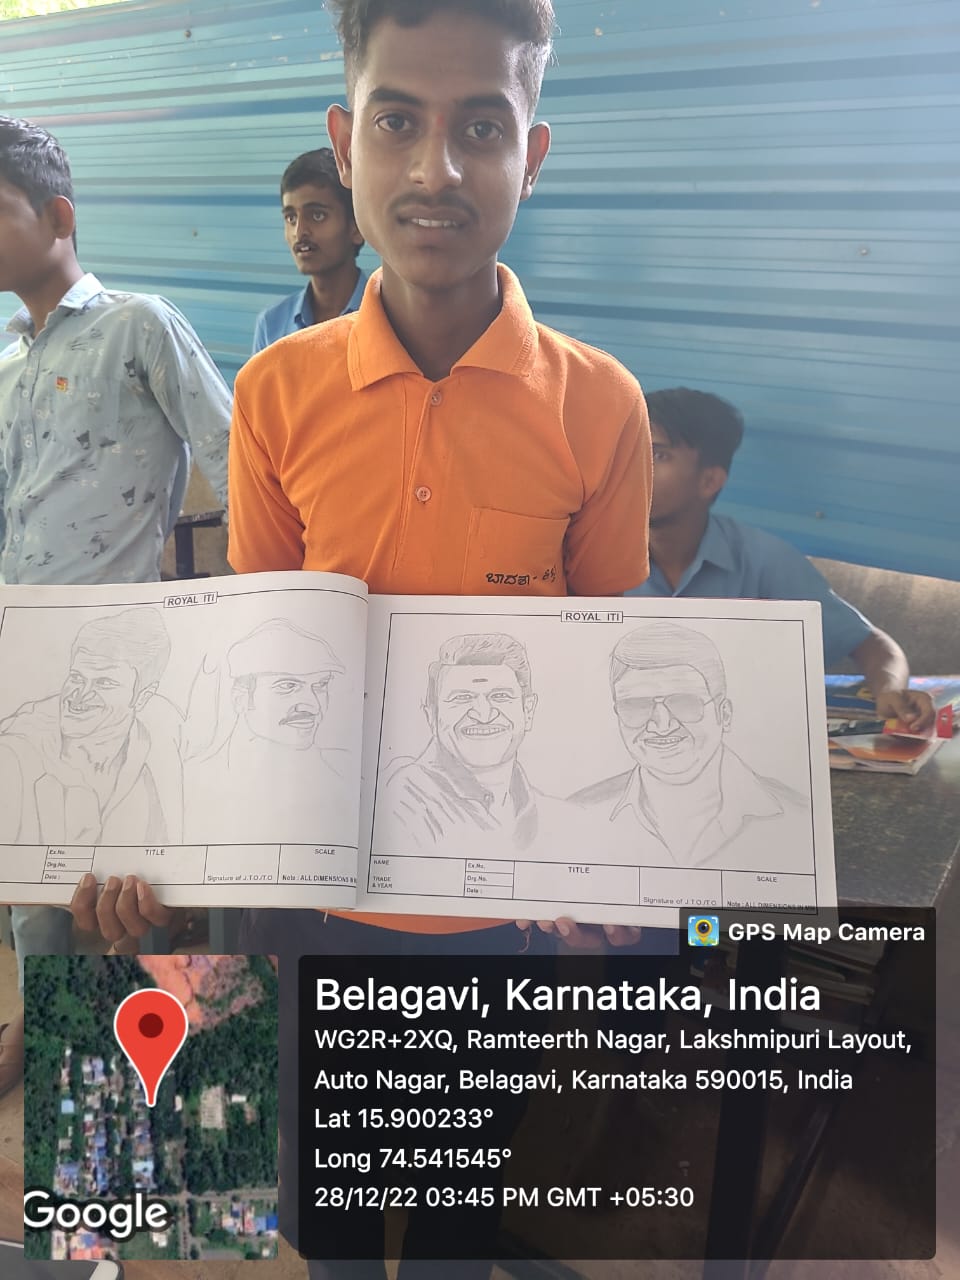 ಬಾದಶಾ - ಕಿಚ್ಚ
ROYAL ITI
Ex.No.
Drg.No.
Date :
TITLE
Signature of J.T.O./T.O
SCALE
Note : ALL DIMENSIONS IN
ROYAL ITI
NAME
TRADE
& YEAR
Ex.No.
Drg.No.
Date :
TITLE
Signature of J.T.O./T.O.
SCALE
Note : ALL DIMENSIONS IN MM
GPS Map Camera
Belagavi, Karnataka, India
WG2R+2XQ, Ramteerth Nagar, Lakshmipuri Layout,
Auto Nagar, Belagavi, Karnataka 590015, India
Lat 15.900233°
Long 74.541545°
28/12/22 03:45 PM GMT +05:30
Google